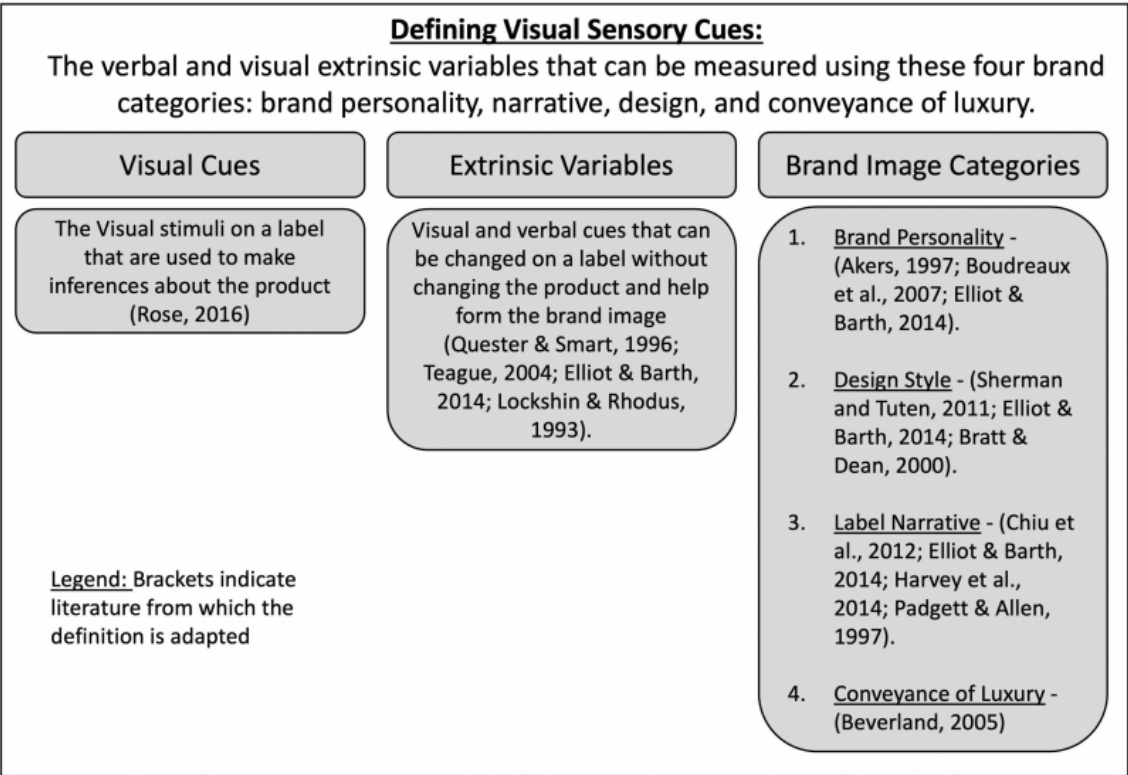 Defining Visual Sensory Cues:
The verbal and visual extrinsic variables that can be measured using these four brand
categories: brand personality, narrative, design, and conveyance of luxury.
Visual Cues
The Visual stimuli on a label
that are used to make
inferences about the product
(Rose, 2016)
Extrinsic Variables
Visual and verbal cues that can
be changed on a label without
changing the product and help
form the brand image
(Quester & Smart, 1996;
Teague, 2004; Elliot & Barth,
2014; Lockshin & Rhodus,
1993).
Brand Image Categories
1. Brand Personality -
(Akers, 1997; Boudreaux
et al., 2007; Elliot &
Barth, 2014).
2. Design Style - (Sherman
and Tuten, 2011; Elliot &
Barth, 2014; Bratt &
Dean, 2000).
3. Label Narrative - (Chiu et
al., 2012; Elliot & Barth,
2014; Harvey et al.,
2014; Padgett & Allen,
1997).
4. Conveyance of Luxury -
(Beverland, 2005)
Legend: Brackets indicate
literature from which the
definition is adapted